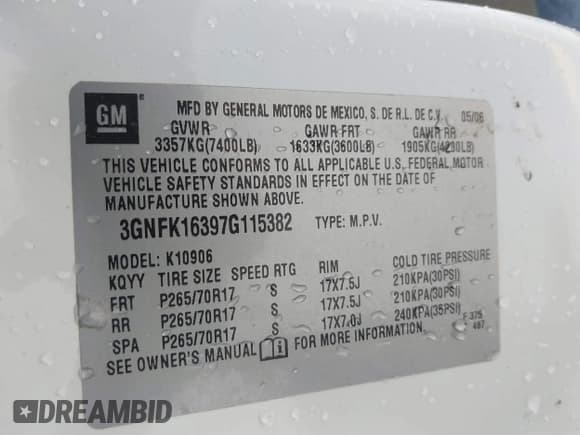 GM ®
MFD BY GENERAL MOTORS DE MEXICO, S. DE R.L. DE C.V. 05/06
GVWR GAWR FRT GAWR RR
3357KG(7400LB) 1633KG(3600LB) 1905KG(4200LB)
THIS VEHICLE CONFORMS TO ALL APPLICABLE U.S. FEDERAL MOTOR
VEHICLE SAFETY STANDARDS IN EFFECT ON THE DATE OF
MANUFACTURE SHOWN ABOVE.
3GNFK16397G115382 TYPE: M.P.V.
MODEL: K10906
KQYY TIRE SIZE SPEED RTG RIM COLD TIRE PRESSURE
FRT P265/70R17 S 17X7.5J 210KPA(30PSI)
RR P265/70R17 S 17X7.5J 210KPA(30PSI)
SPA P265/70R17 S 17X7.0J 240KPA(35PSI)
SEE OWNER'S MANUAL FOR MORE INFORMATION.
F 375
487
DREAMBID